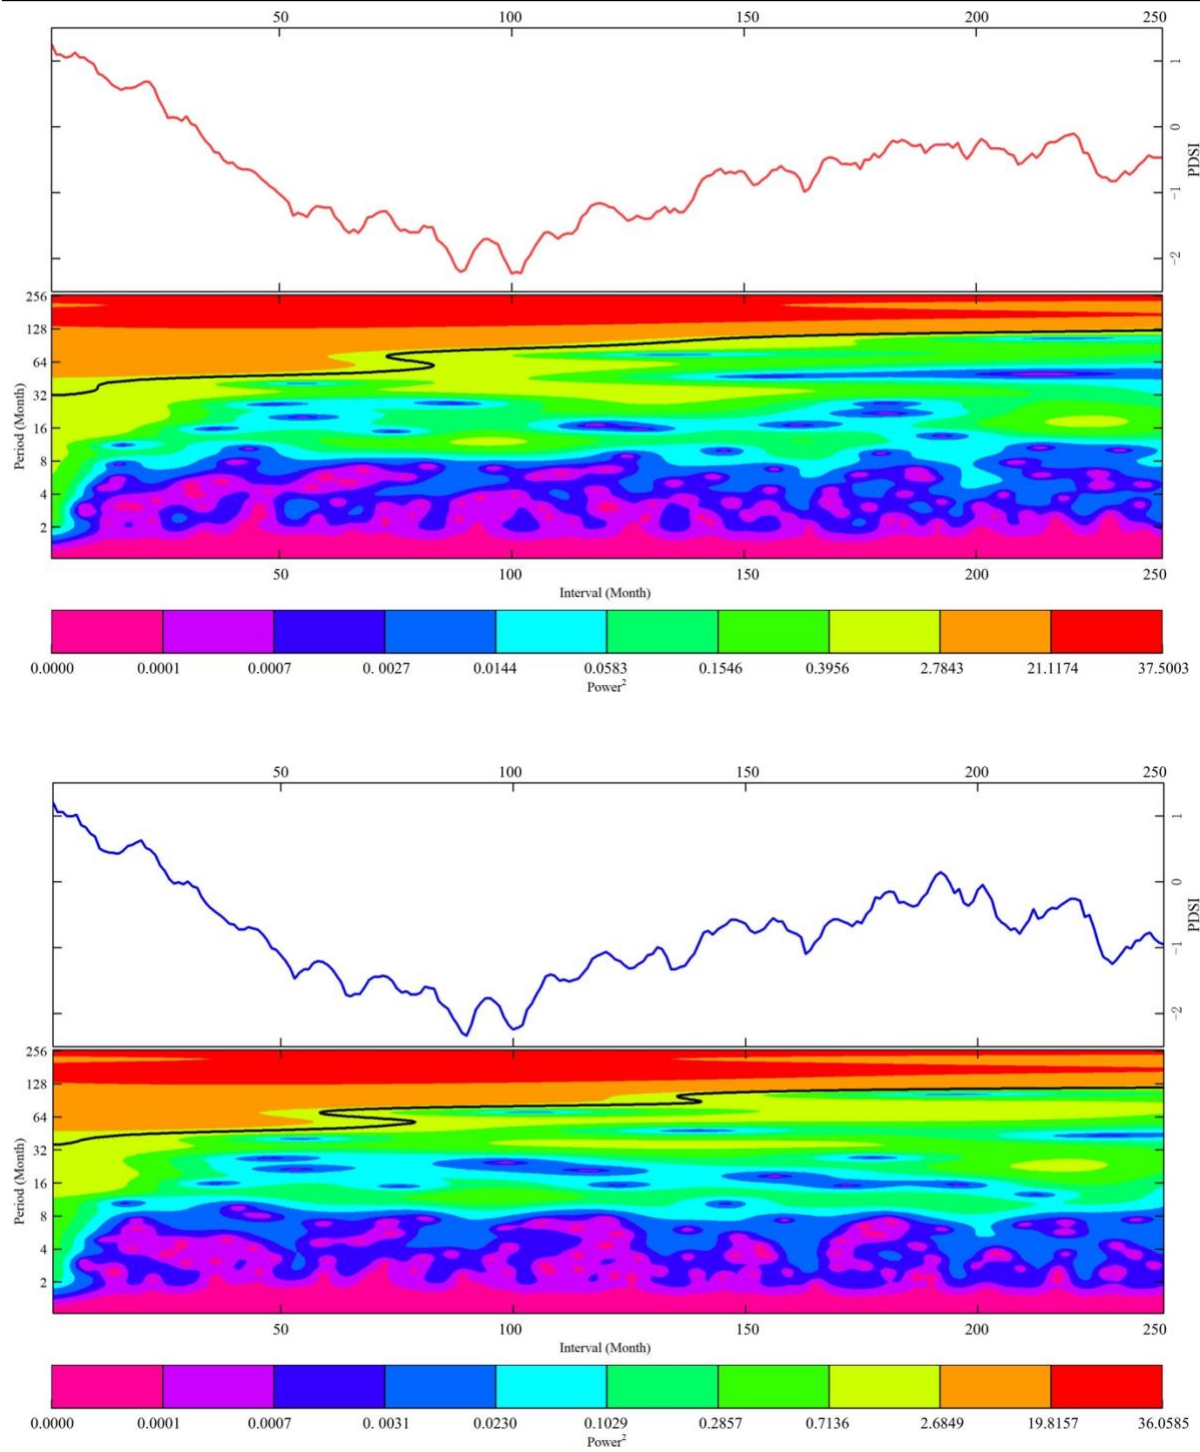 50 100 150 200 250
1
0
−1
−2
PDSI
256
128
64
32
16
8
4
2
Period (Month)
50 100 150 200 250
Interval (Month)
0.0000 0.0001 0.0007 0.0027 0.0144 0.0583 0.1546 0.3956 2.7843 21.1174 37.5003
Power²
50 100 150 200 250
1
0
−1
−2
PDSI
256
128
64
32
16
8
4
2
Period (Month)
50 100 150 200 250
Interval (Month)
0.0000 0.0001 0.0007 0.0031 0.0230 0.1029 0.2857 0.7136 2.6849 19.8157 36.0585
Power²